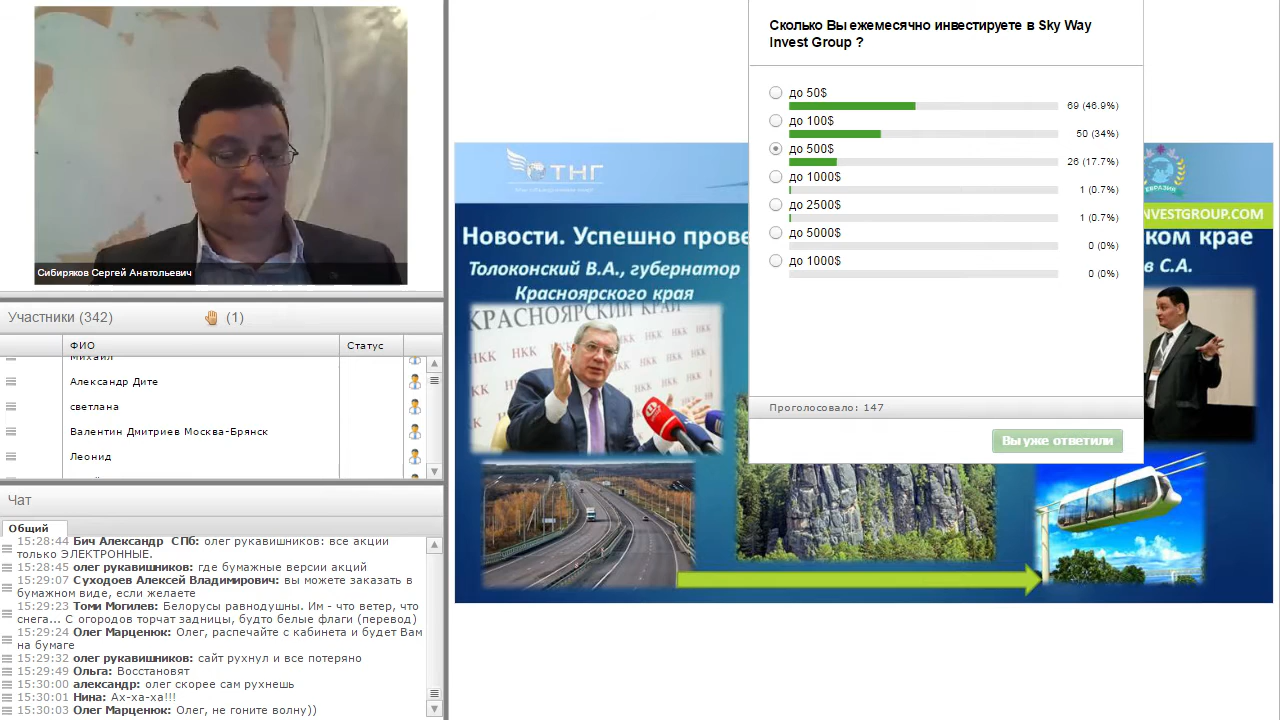 Сибиряков Сергей Анатольевич
Участники (342)
(1)
ФИО
Статус
Михаил
Александр Дите
светлана
Валентин Дмитриев Москва-Брянск
Леонид
Чат
Общий
15:28:44 Бич Александр СПб: олег рукавишников: все акции
только ЭЛЕКТРОННЫЕ.
15:28:45 олег рукавишников: где бумажные версии акций
15:29:07 Суходоев Алексей Владимирович: вы можете заказать в
бумажном виде, если желаете
15:29:23 Томи Могилев: Белорусы равнодушны. Им - что ветер, что
снега... С огородов торчат задницы, будто белые флаги (перевод)
15:29:24 Олег Марценюк: Олег, распечайте с кабинета и будет Вам
на бумаге
15:29:32 олег рукавишников: сайт рухнул и все потеряно
15:29:49 Ольга: Восстановят
15:30:00 александр: олег скорее сам рухнешь
15:30:01 Нина: Ах-ха-ха!!!
15:30:03 Олег Марценюк: Олег, не гоните волну))
Сколько Вы ежемесячно инвестируете в Sky Way
Invest Group ?
до 50$
69 (46.9%)
до 100$
50 (34%)
до 500$
26 (17.7%)
до 1000$
1 (0.7%)
до 2500$
1 (0.7%)
до 5000$
0 (0%)
до 1000$
0 (0%)
Проголосовало: 147
Вы уже ответили
ТНГ
ЕВРАЗИЯ
NVESTGROUP.COM
Новости. Успешно прове
ком крае
Толоконский В.А., губернатор
Красноярского края
в С.А.
КРАСНОЯРСКИЙ КРАЙ
НКК
НКК
НКК